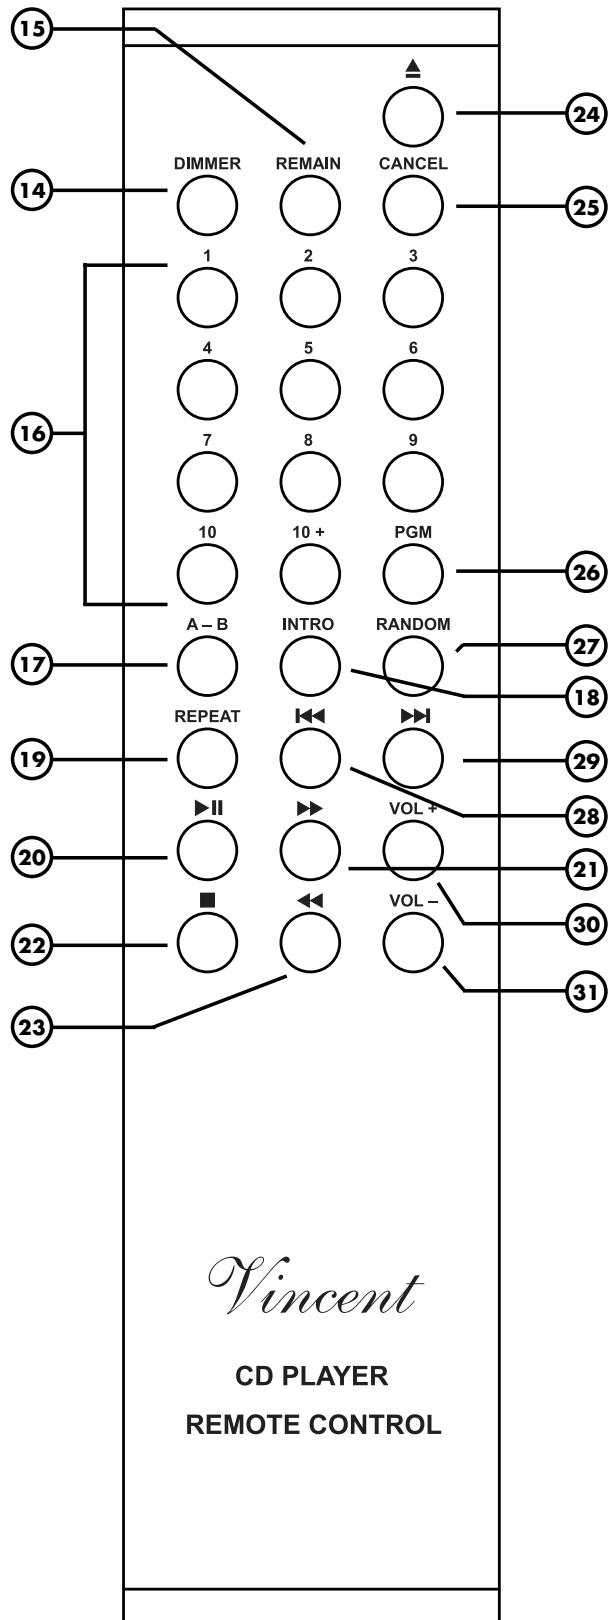 15
24
DIMMER REMAIN CANCEL
14
25
1 2 3
4 5 6
16
7 8 9
10 10 + PGM
26
A – B INTRO RANDOM
27
17
18
REPEAT
19
29
28
VOL +
20
21
30
VOL –
22
31
23
Vincent
CD PLAYER
REMOTE CONTROL